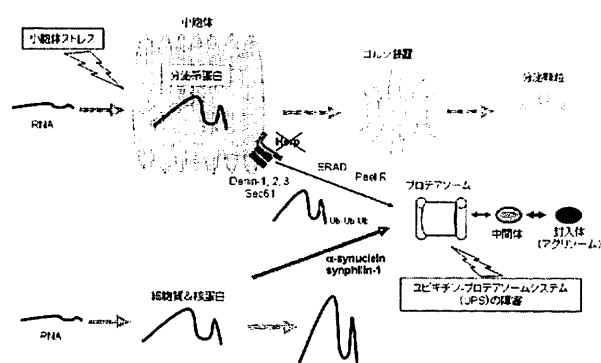 小胞体
小胞体ストレス
ゴルジ装置
分泌顆粒
分泌系蛋白
RNA
Herp
ERAD
Derlin-1, 2, 3
Sec61
プロテアソーム
Ub-Ub-Ub
中間体
封入体
(アグリソーム)
α-synuclein
synphilin-1
ユビキチン-プロテアソームシステム
(UPS)の障害
細胞質&核蛋白
RNA